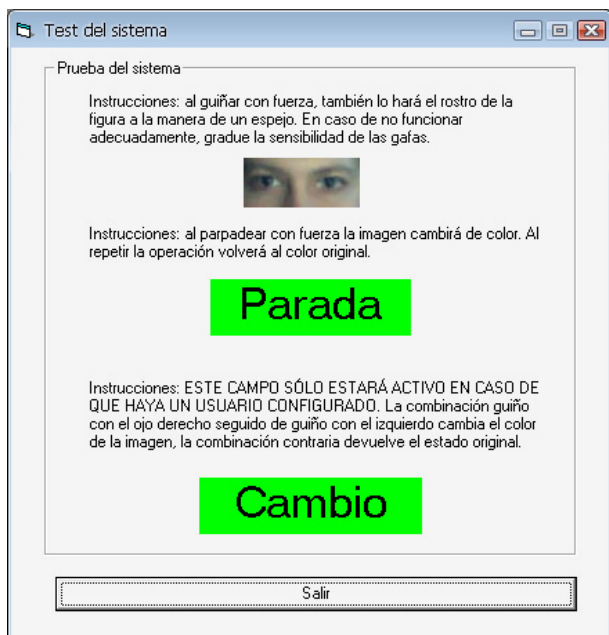 Test del sistema
Prueba del sistema
Instrucciones: al guiñar con fuerza, también lo hará el rostro de la
figura a la manera de un espejo. En caso de no funcionar
adecuadamente, gradue la sensibilidad de las gafas.
Instrucciones: al parpadear con fuerza la imagen cambirá de color. Al
repetir la operación volverá al color original.
Parada
Instrucciones: ESTE CAMPO SÓLO ESTARÁ ACTIVO EN CASO DE
QUE HAYA UN USUARIO CONFIGURADO. La combinación guiño
con el ojo derecho seguido de guiño con el izquierdo cambia el color
de la imagen, la combinación contraria devuelve el estado original.
Cambio
Salir